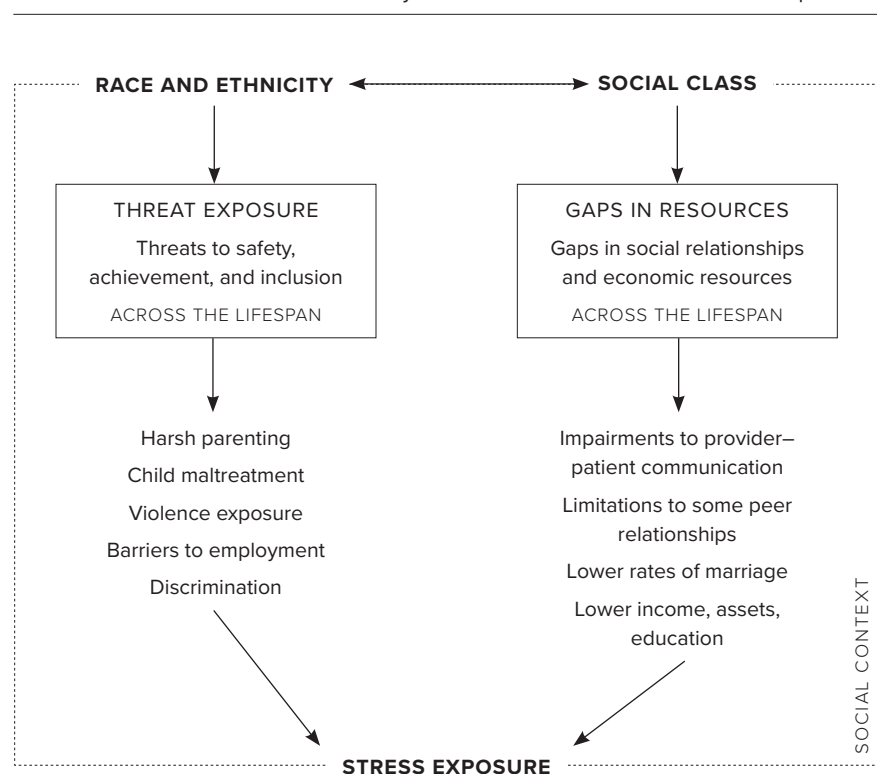 RACE AND ETHNICITY
SOCIAL CLASS
THREAT EXPOSURE
Threats to safety,
achievement, and inclusion
ACROSS THE LIFESPAN
GAPS IN RESOURCES
Gaps in social relationships
and economic resources
ACROSS THE LIFESPAN
Harsh parenting
Child maltreatment
Violence exposure
Barriers to employment
Discrimination
Impairments to provider–
patient communication
Limitations to some peer
relationships
Lower rates of marriage
Lower income, assets,
education
SOCIAL CONTEXT
STRESS EXPOSURE